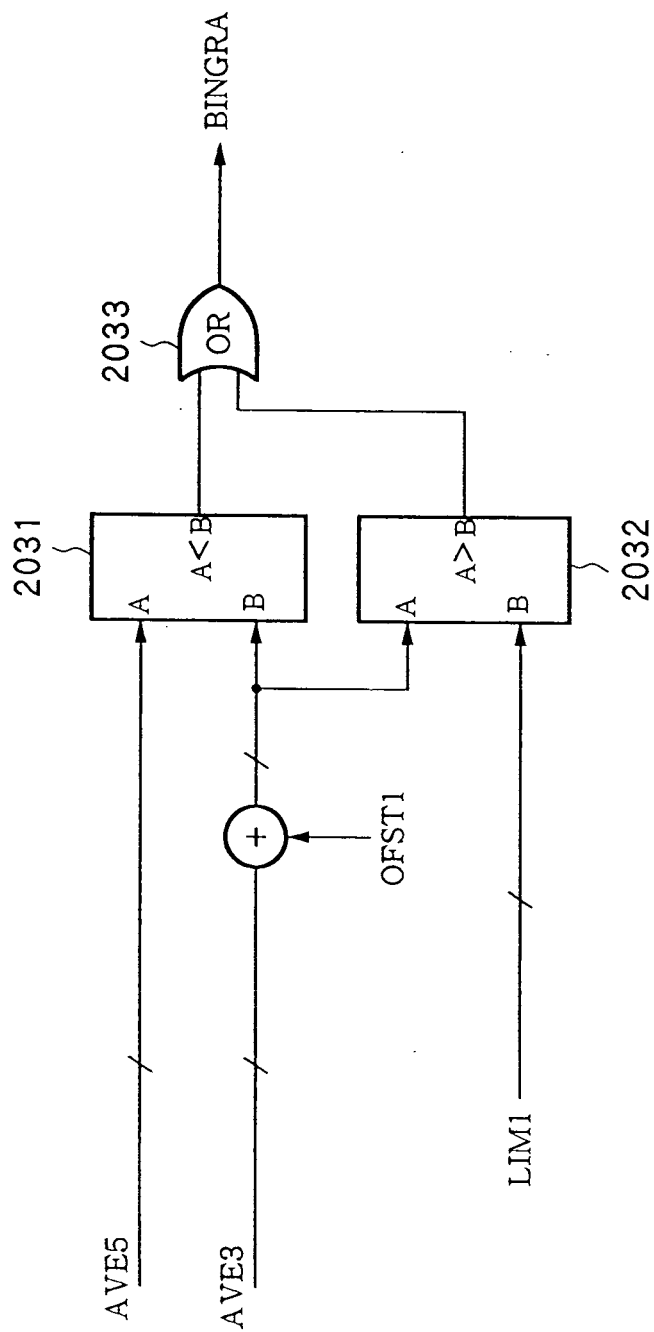 AVE5
AVE3
LIM1
OFST1
+
2031
A
B
A<B
2032
A
B
A>B
2033
OR
BINGRA